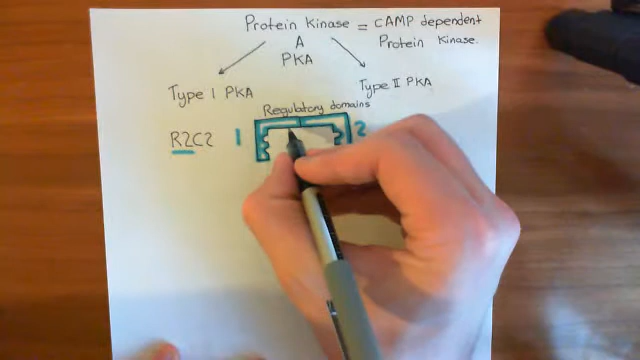 Protein kinase = cAMP dependent
A Protein Kinase.
PKA
Type I PKA
Type II PKA
Regulatory domains
R2C2 1 2